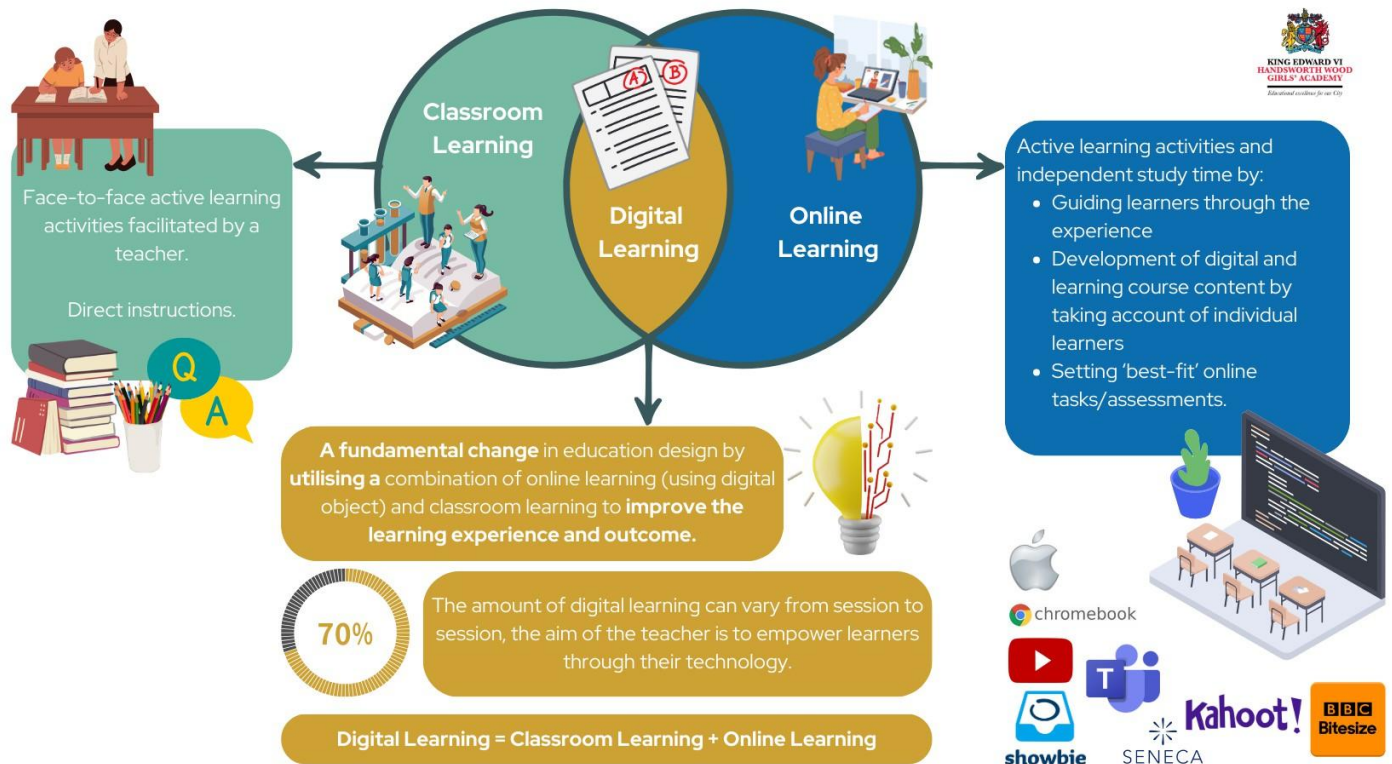 KING EDWARD VI
HANDSWORTH WOOD
GIRLS' ACADEMY
Educational excellence for our City
Classroom
Learning
A
B
Digital
Learning
Online
Learning
Face-to-face active learning
activities facilitated by a
teacher.
Direct instructions.
Q
A
Active learning activities and
independent study time by:
• Guiding learners through the
experience
• Development of digital and
learning course content by
taking account of individual
learners
• Setting 'best-fit' online
tasks/assessments.
A fundamental change in education design by
utilising a combination of online learning (using digital
object) and classroom learning to improve the
learning experience and outcome.
70%
The amount of digital learning can vary from session to
session, the aim of the teacher is to empower learners
through their technology.
Digital Learning = Classroom Learning + Online Learning
chromebook
T
showbie
SENECA
Kahoot!
BBC
Bitesize